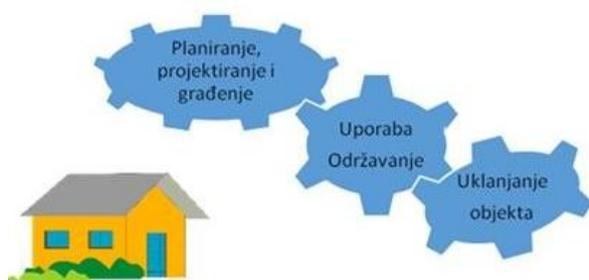 Planiranje,
projektiranje i
građenje
Uporaba
Održavanje
Uklanjanje
objekta